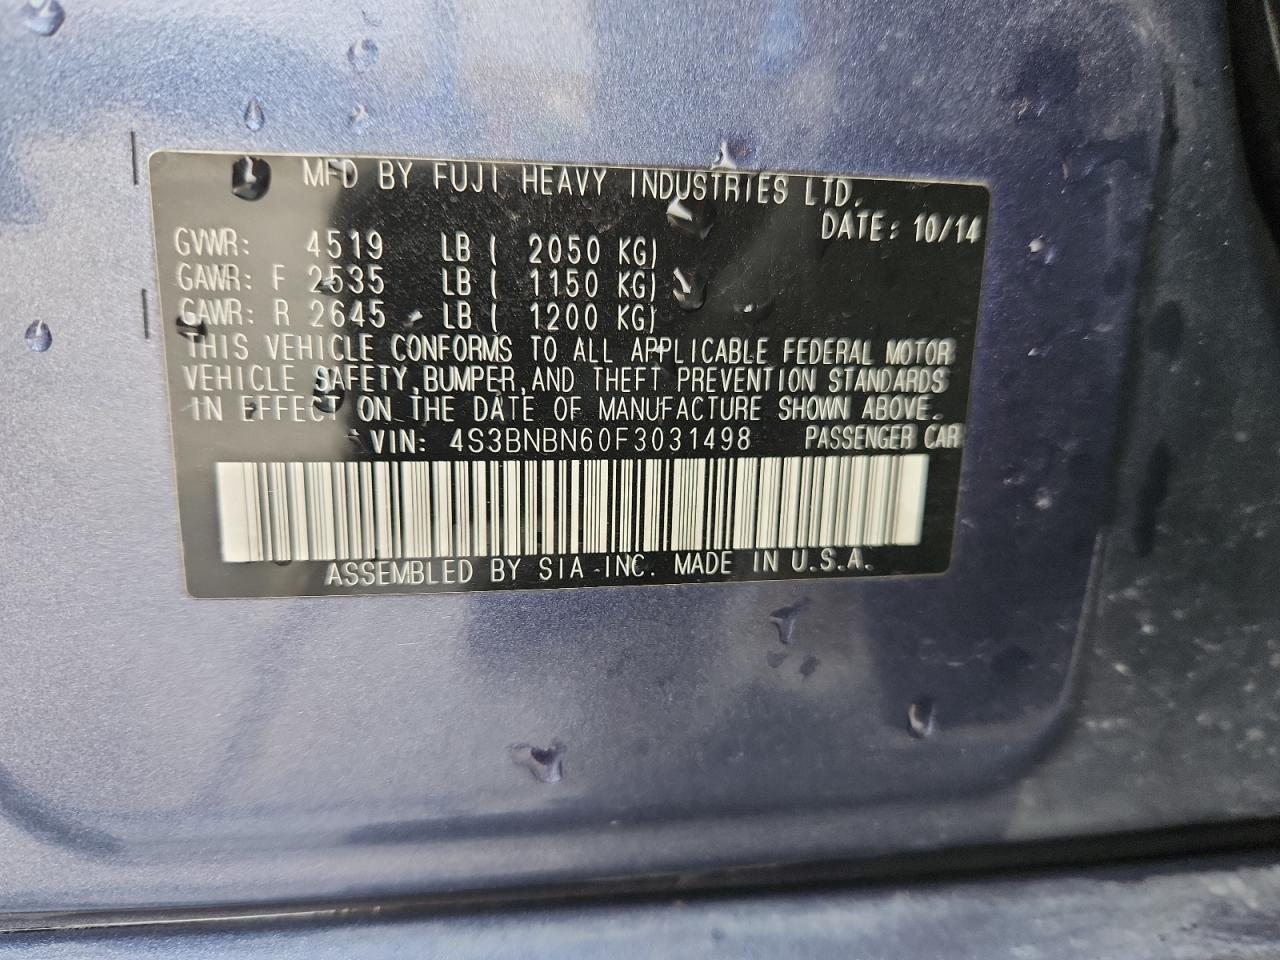 MFD BY FUJI HEAVY INDUSTRIES LTD.
DATE: 10/14
GVWR: 4519 LB ( 2050 KG)
GAWR: F 2535 LB ( 1150 KG)
GAWR: R 2645 LB ( 1200 KG)
THIS VEHICLE CONFORMS TO ALL APPLICABLE FEDERAL MOTOR
VEHICLE SAFETY,BUMPER,AND THEFT PREVENTION STANDARDS
IN EFFECT ON THE DATE OF MANUFACTURE SHOWN ABOVE.
VIN: 4S3BNBN60F3031498 PASSENGER CAR
ASSEMBLED BY SIA INC. MADE IN U.S.A.